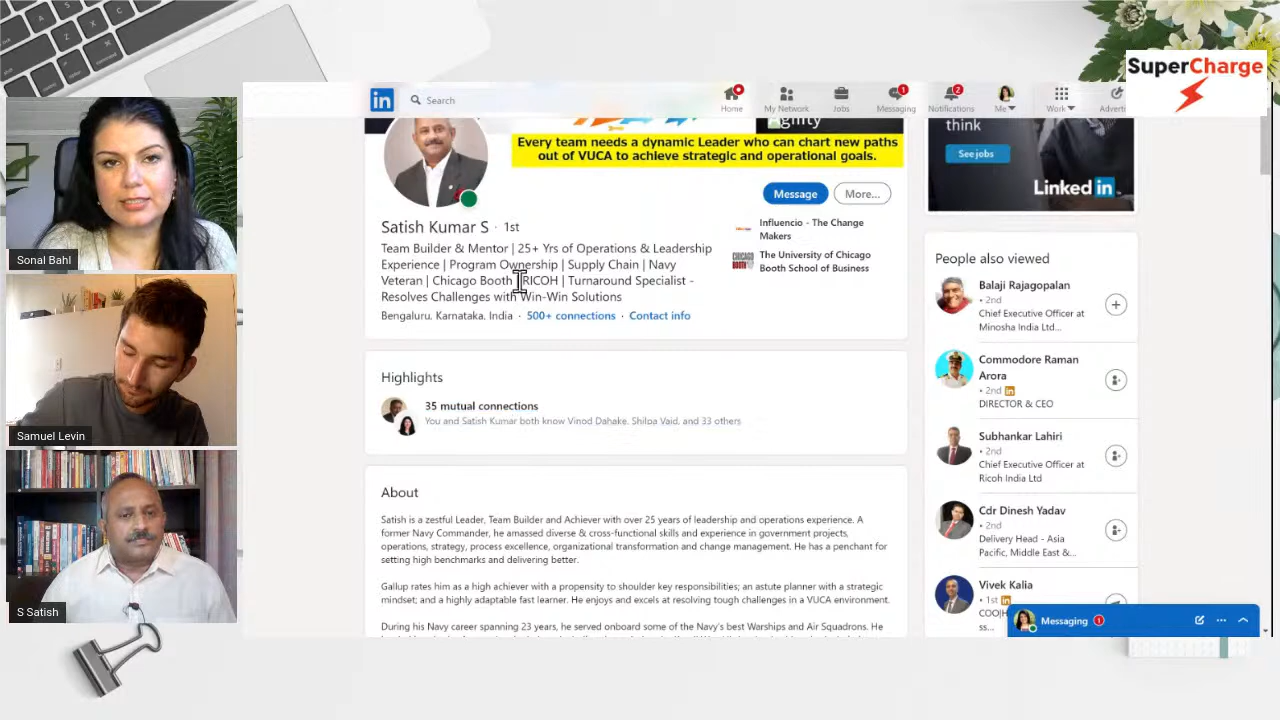 SuperCharge
Sonal Bahl
Samuel Levin
S Satish
in
Search
Home
My Network
Jobs
Messaging
1
Notifications
2
Me
Work
Adverti
Agility
Every team needs a dynamic Leader who can chart new paths
out of VUCA to achieve strategic and operational goals.
Message
More...
Satish Kumar S · 1st
Team Builder & Mentor | 25+ Yrs of Operations & Leadership
Experience | Program Ownership | Supply Chain | Navy
Veteran | Chicago Booth | RICOH | Turnaround Specialist -
Resolves Challenges with Win-Win Solutions
Bengaluru, Karnataka, India · 500+ connections · Contact info
Influencio - The Change
Makers
CHICAGO
BOOTH
The University of Chicago
Booth School of Business
Highlights
35 mutual connections
You and Satish Kumar both know Vinod Dahake, Shilpa Vaid, and 33 others
About
Satish is a zestful Leader, Team Builder and Achiever with over 25 years of leadership and operations experience. A
former Navy Commander, he amassed diverse & cross-functional skills and experience in government projects,
operations, strategy, process excellence, organizational transformation and change management. He has a penchant for
setting high benchmarks and delivering better.
Gallup rates him as a high achiever with a propensity to shoulder key responsibilities; an astute planner with a strategic
mindset; and a highly adaptable fast learner. He enjoys and excels at resolving tough challenges in a VUCA environment.
During his Navy career spanning 23 years, he served onboard some of the Navy's best Warships and Air Squadrons. He
think
See jobs
Linked in
People also viewed
Balaji Rajagopalan
• 2nd
Chief Executive Officer at
Minosha India Ltd...
Commodore Raman
Arora
• 2nd in
DIRECTOR & CEO
Subhankar Lahiri
• 2nd
Chief Executive Officer at
Ricoh India Ltd
Cdr Dinesh Yadav
• 2nd
Delivery Head - Asia
Pacific, Middle East &...
Vivek Kalia
• 1st in
ss...
Messaging 1